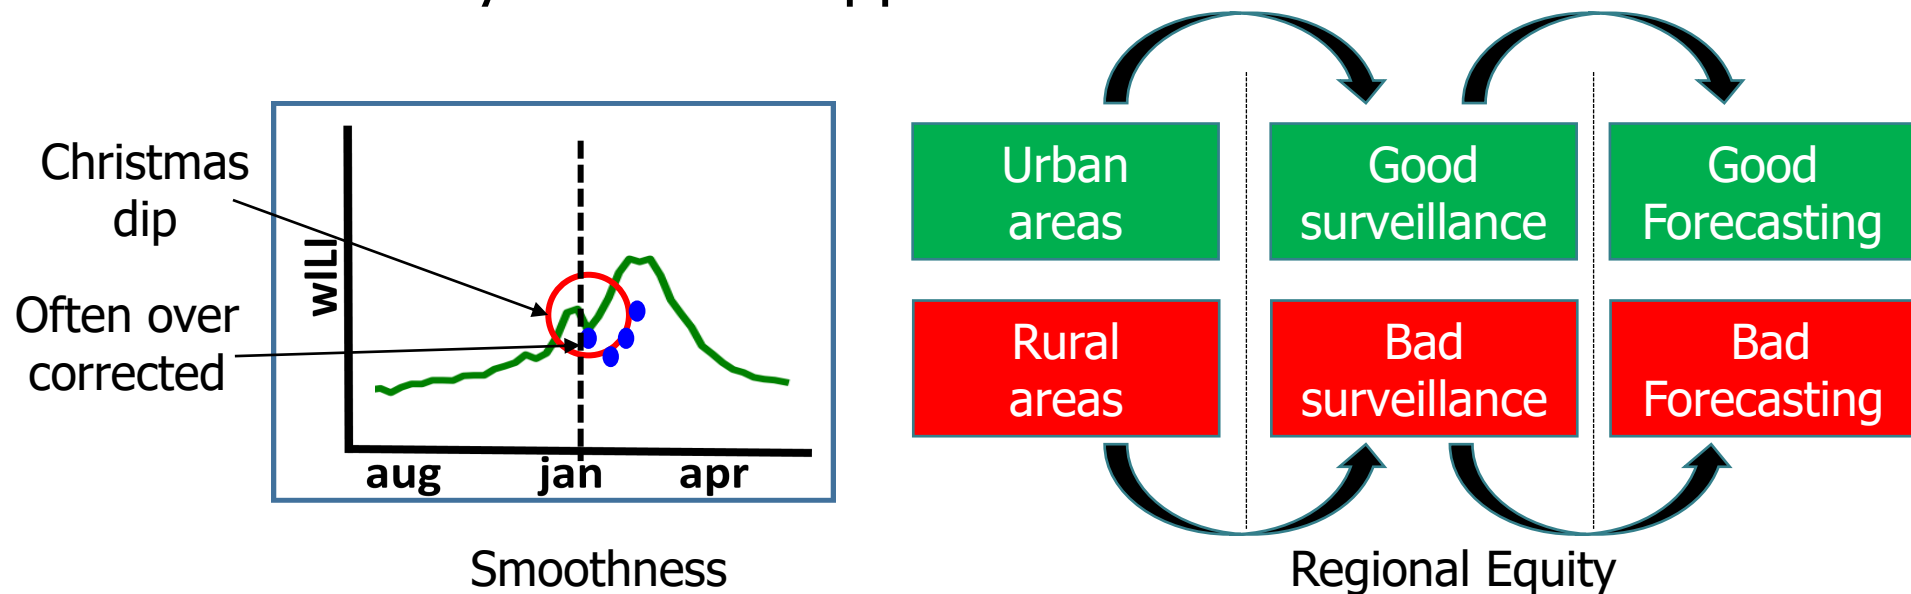 Christmas
dip
Often over
corrected
wILI
aug jan apr
Smoothness
Urban
areas
Good
surveillance
Good
Forecasting
Rural
areas
Bad
surveillance
Bad
Forecasting
Regional Equity